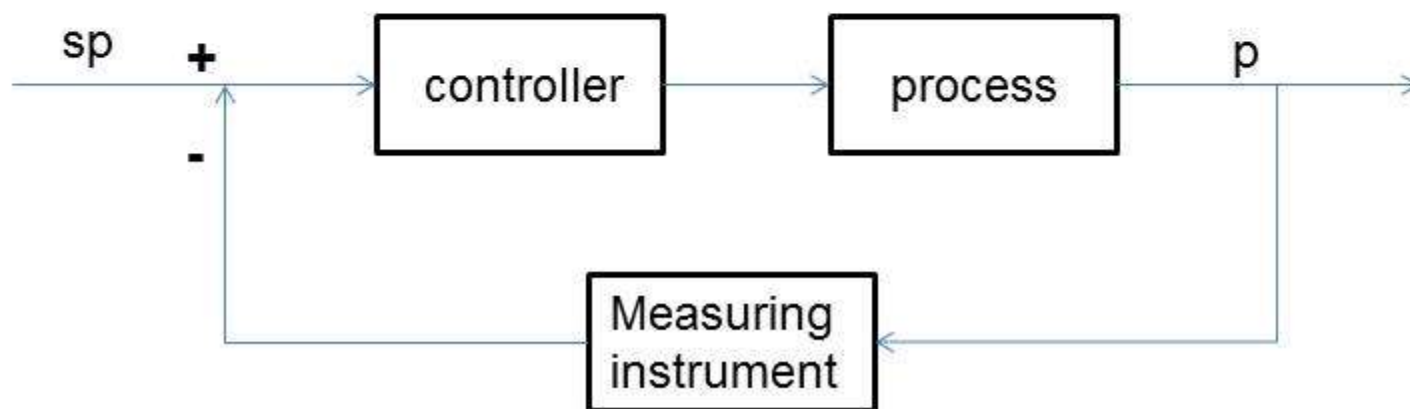 sp
+
controller
process
p
-
Measuring
instrument